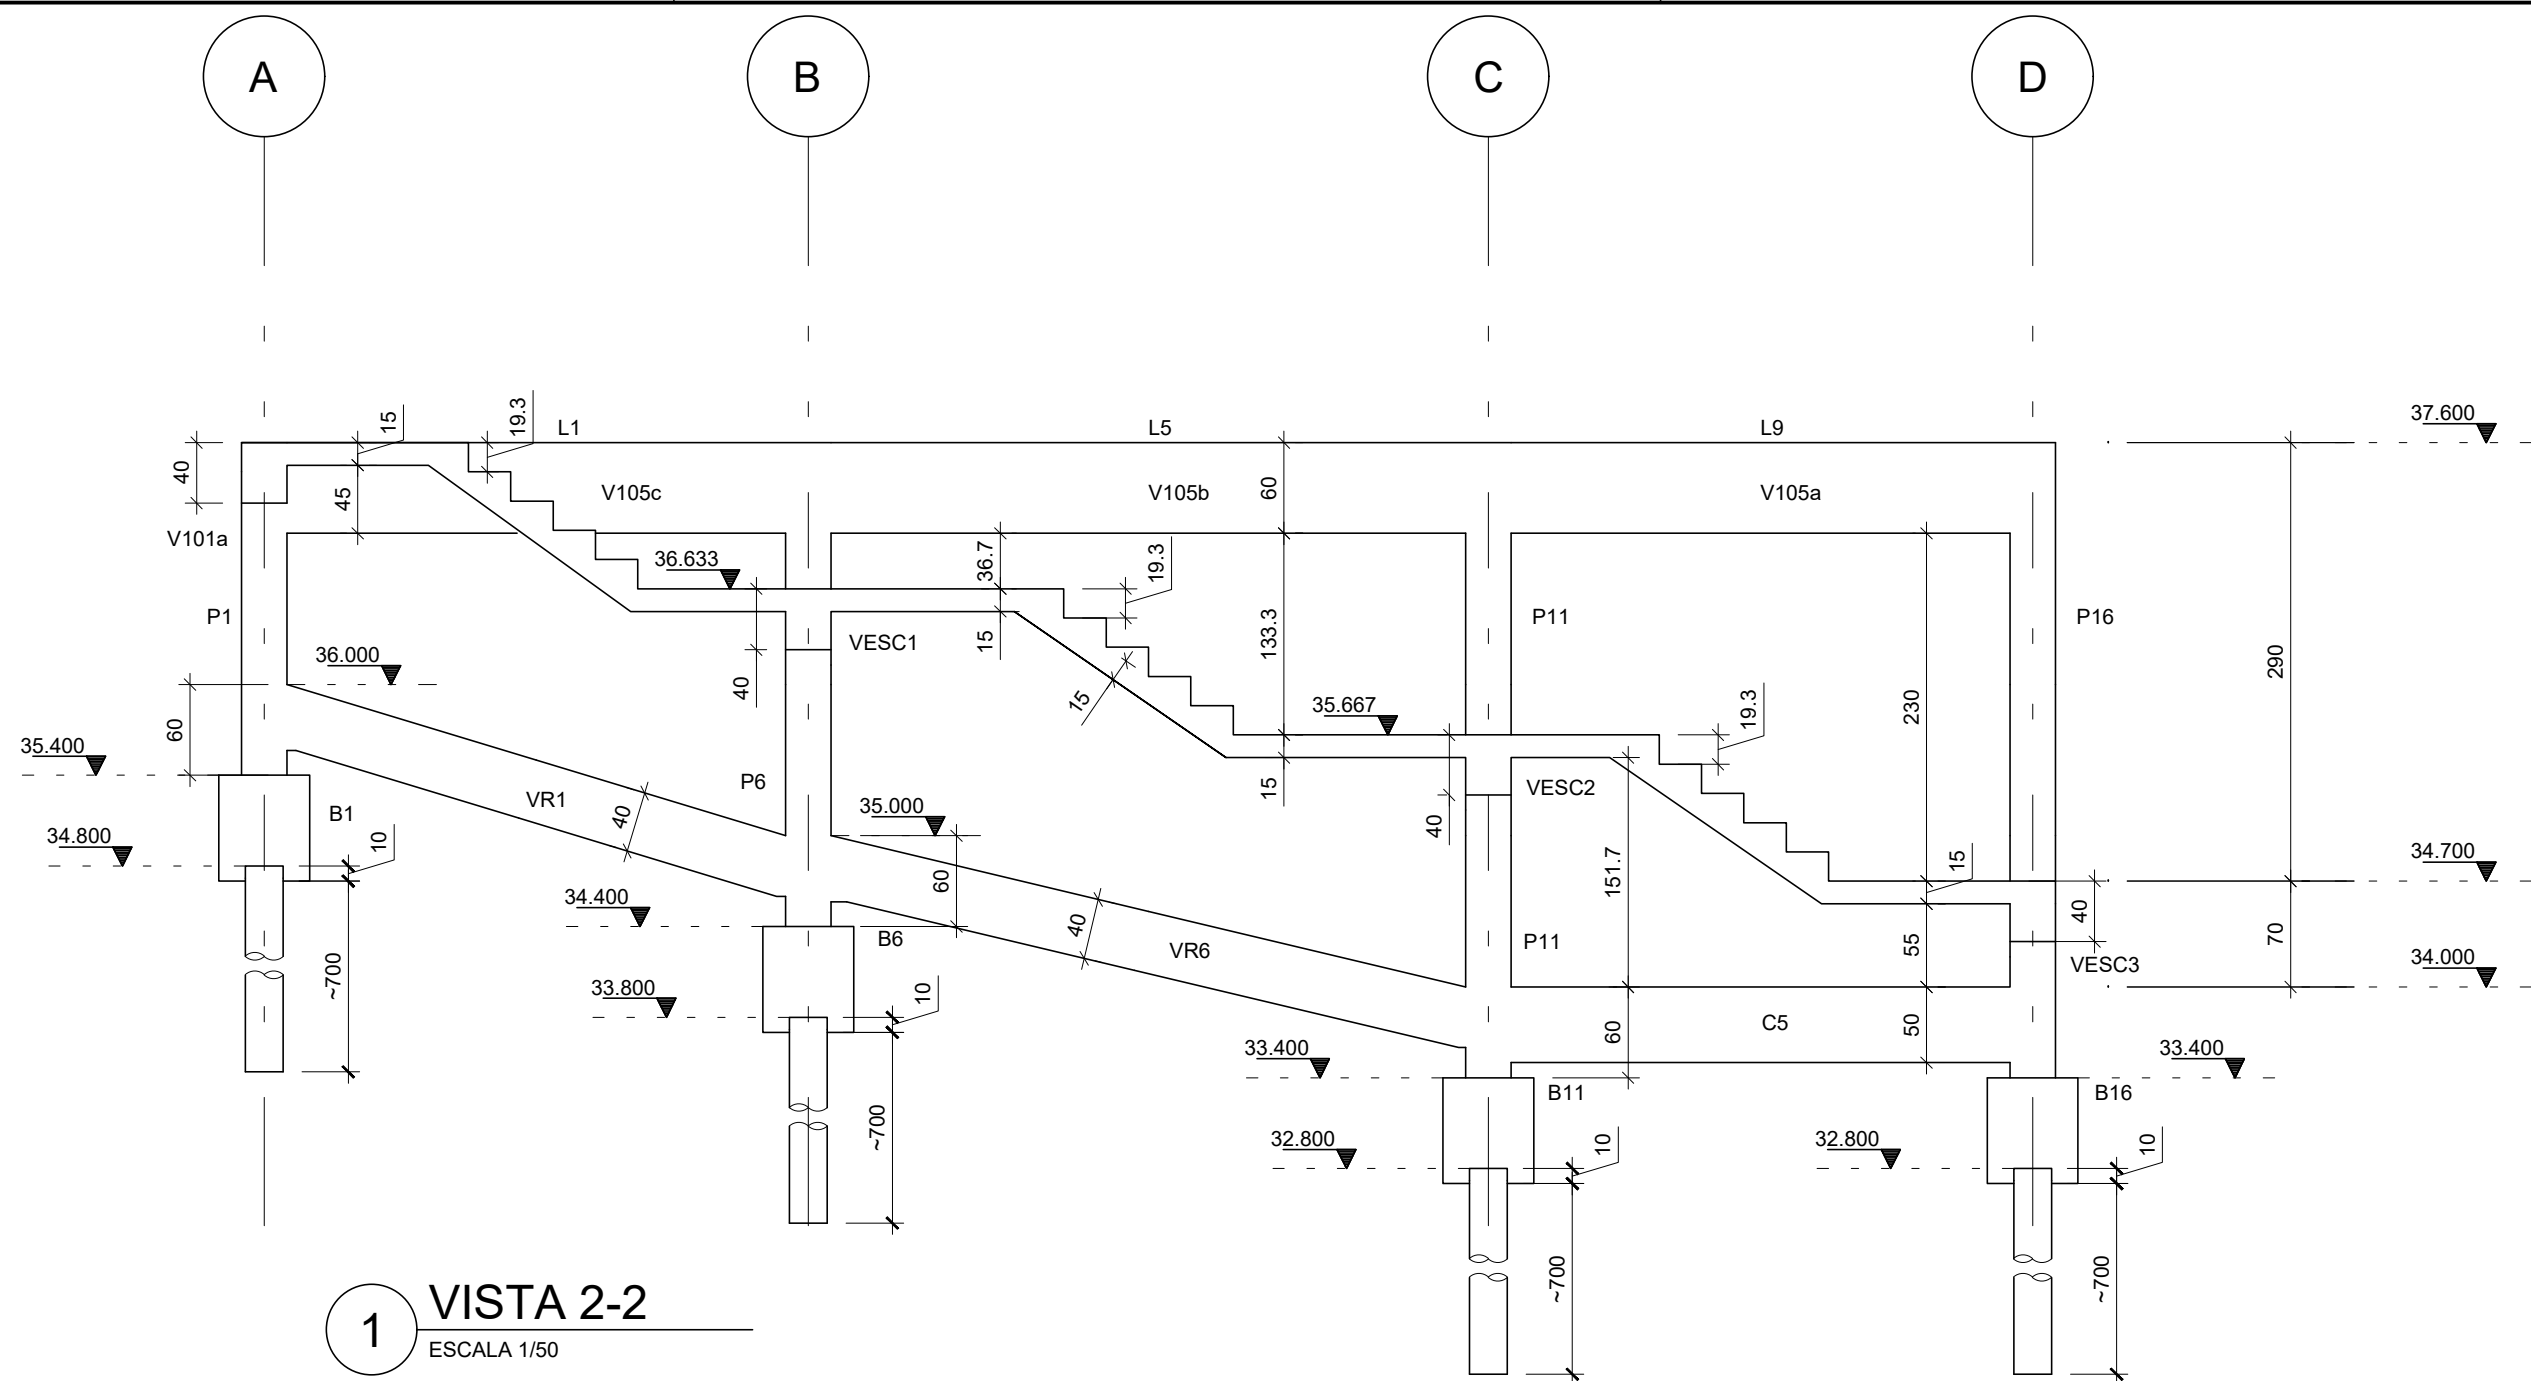 A
B
C
D
15
19.3
L1
L5
L9
37.600
40
45
V105c
V105b
60
V105a
V101a
36.633
36.7
19.3
P1
VESC1
15
133.3
P11
P16
36.000
40
290
60
15
35.667
19.3
230
35.400
P6
VR1
40
15
VESC2
35.000
40
B1
10
34.800
34.700
15
151.7
60
34.400
40
40
B6
VR6
P11
55
70
VESC3
34.000
~700
33.800
10
C5
60
50
33.400
33.400
B11
B16
~700
32.800
10
32.800
10
~700
~700
1
VISTA 2-2
ESCALA 1/50